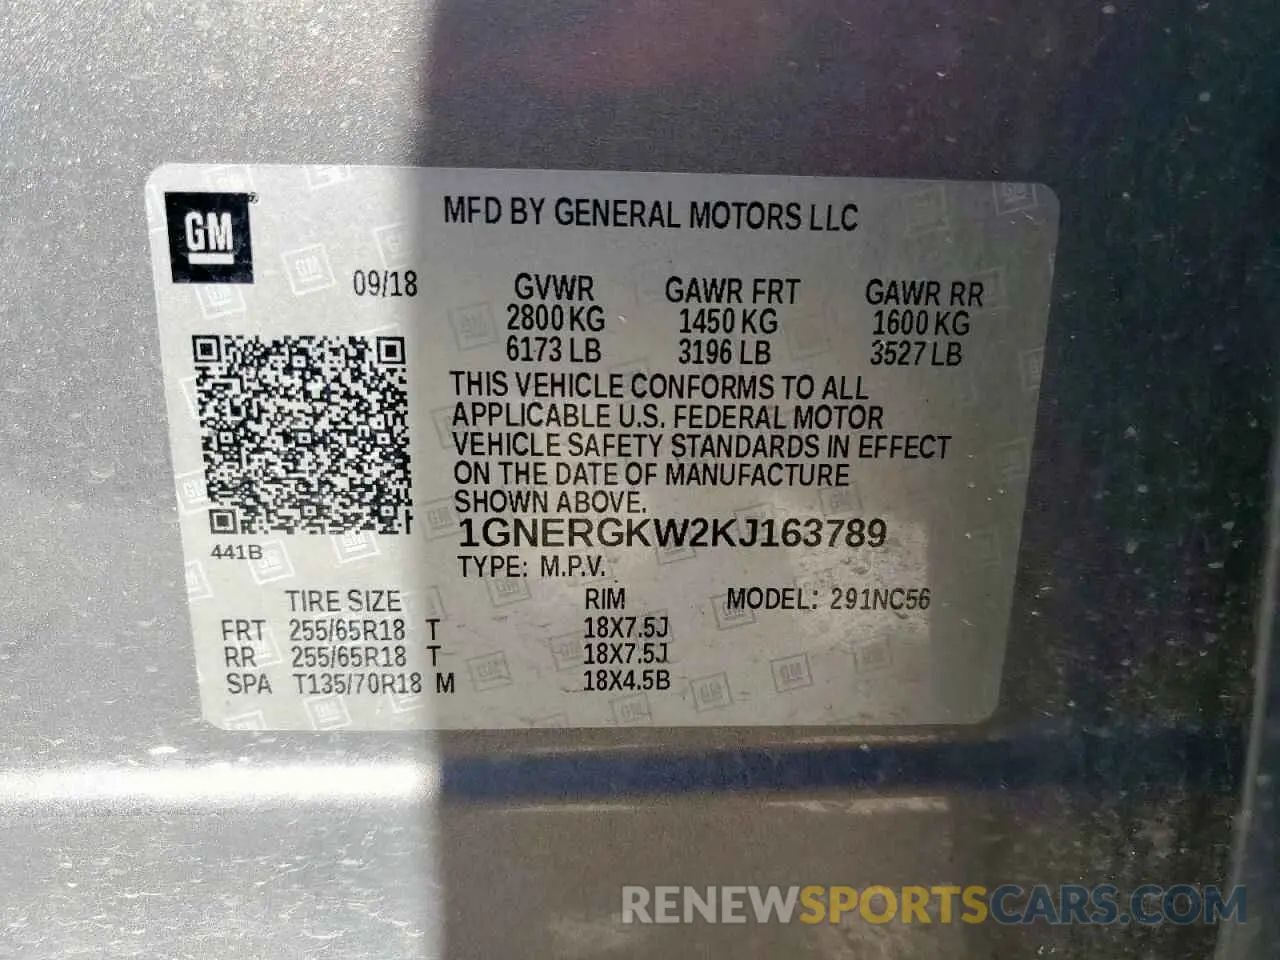 GM®
MFD BY GENERAL MOTORS LLC
09/18 GVWR GAWR FRT GAWR RR
2800 KG 1450 KG 1600 KG
6173 LB 3196 LB 3527 LB
THIS VEHICLE CONFORMS TO ALL
APPLICABLE U.S. FEDERAL MOTOR
VEHICLE SAFETY STANDARDS IN EFFECT
ON THE DATE OF MANUFACTURE
SHOWN ABOVE.
1GNERGKW2KJ163789
441B
TYPE: M.P.V.
TIRE SIZE RIM MODEL: 291NC56
FRT 255/65R18 T 18X7.5J
RR 255/65R18 T 18X7.5J
SPA T135/70R18 M 18X4.5B
RENEWSPORTSCARS.COM